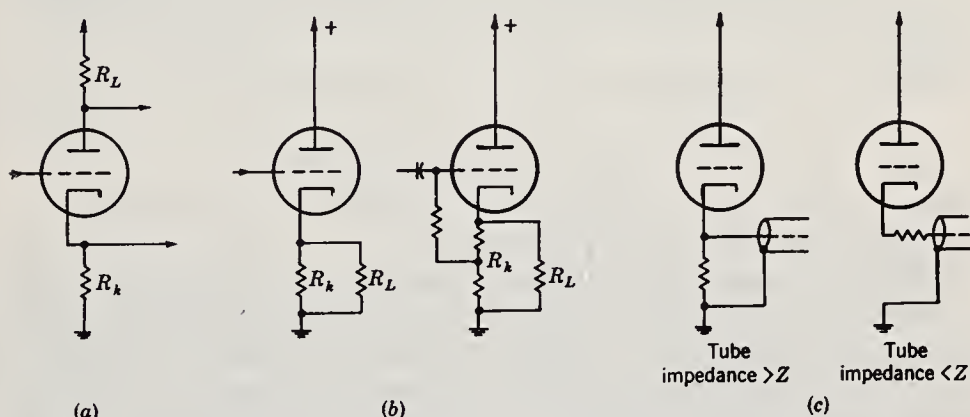 R_L
R_k
(a)
+
R_k
R_L
+
R_k
R_L
(b)
Tube
impedance >Z
Tube
impedance <Z
(c)